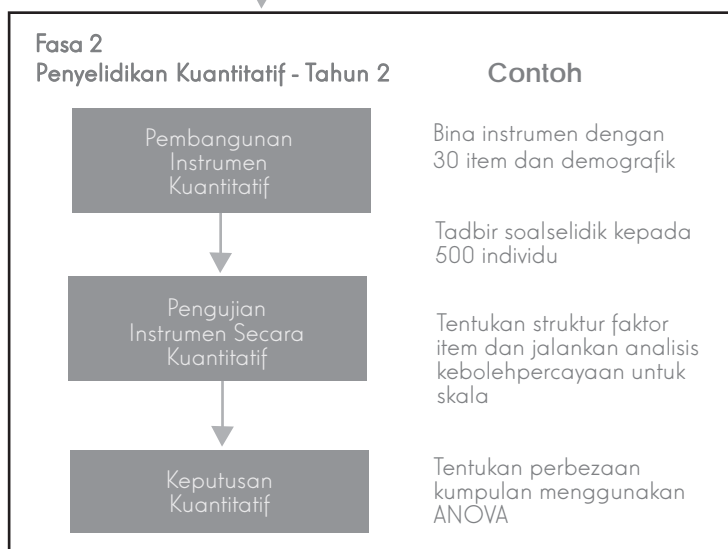 Fasa 2
Penyelidikan Kuantitatif - Tahun 2
Contoh
Pembangunan
Instrumen
Kuantitatif
Bina instrumen dengan
30 item dan demografik
Tadbir soalselidik kepada
500 individu
Pengujian
Instrumen Secara
Kuantitatif
Tentukan struktur faktor
item dan jalankan analisis
kebolehpercayaan untuk
skala
Keputusan
Kuantitatif
Tentukan perbezaan
kumpulan menggunakan
ANOVA